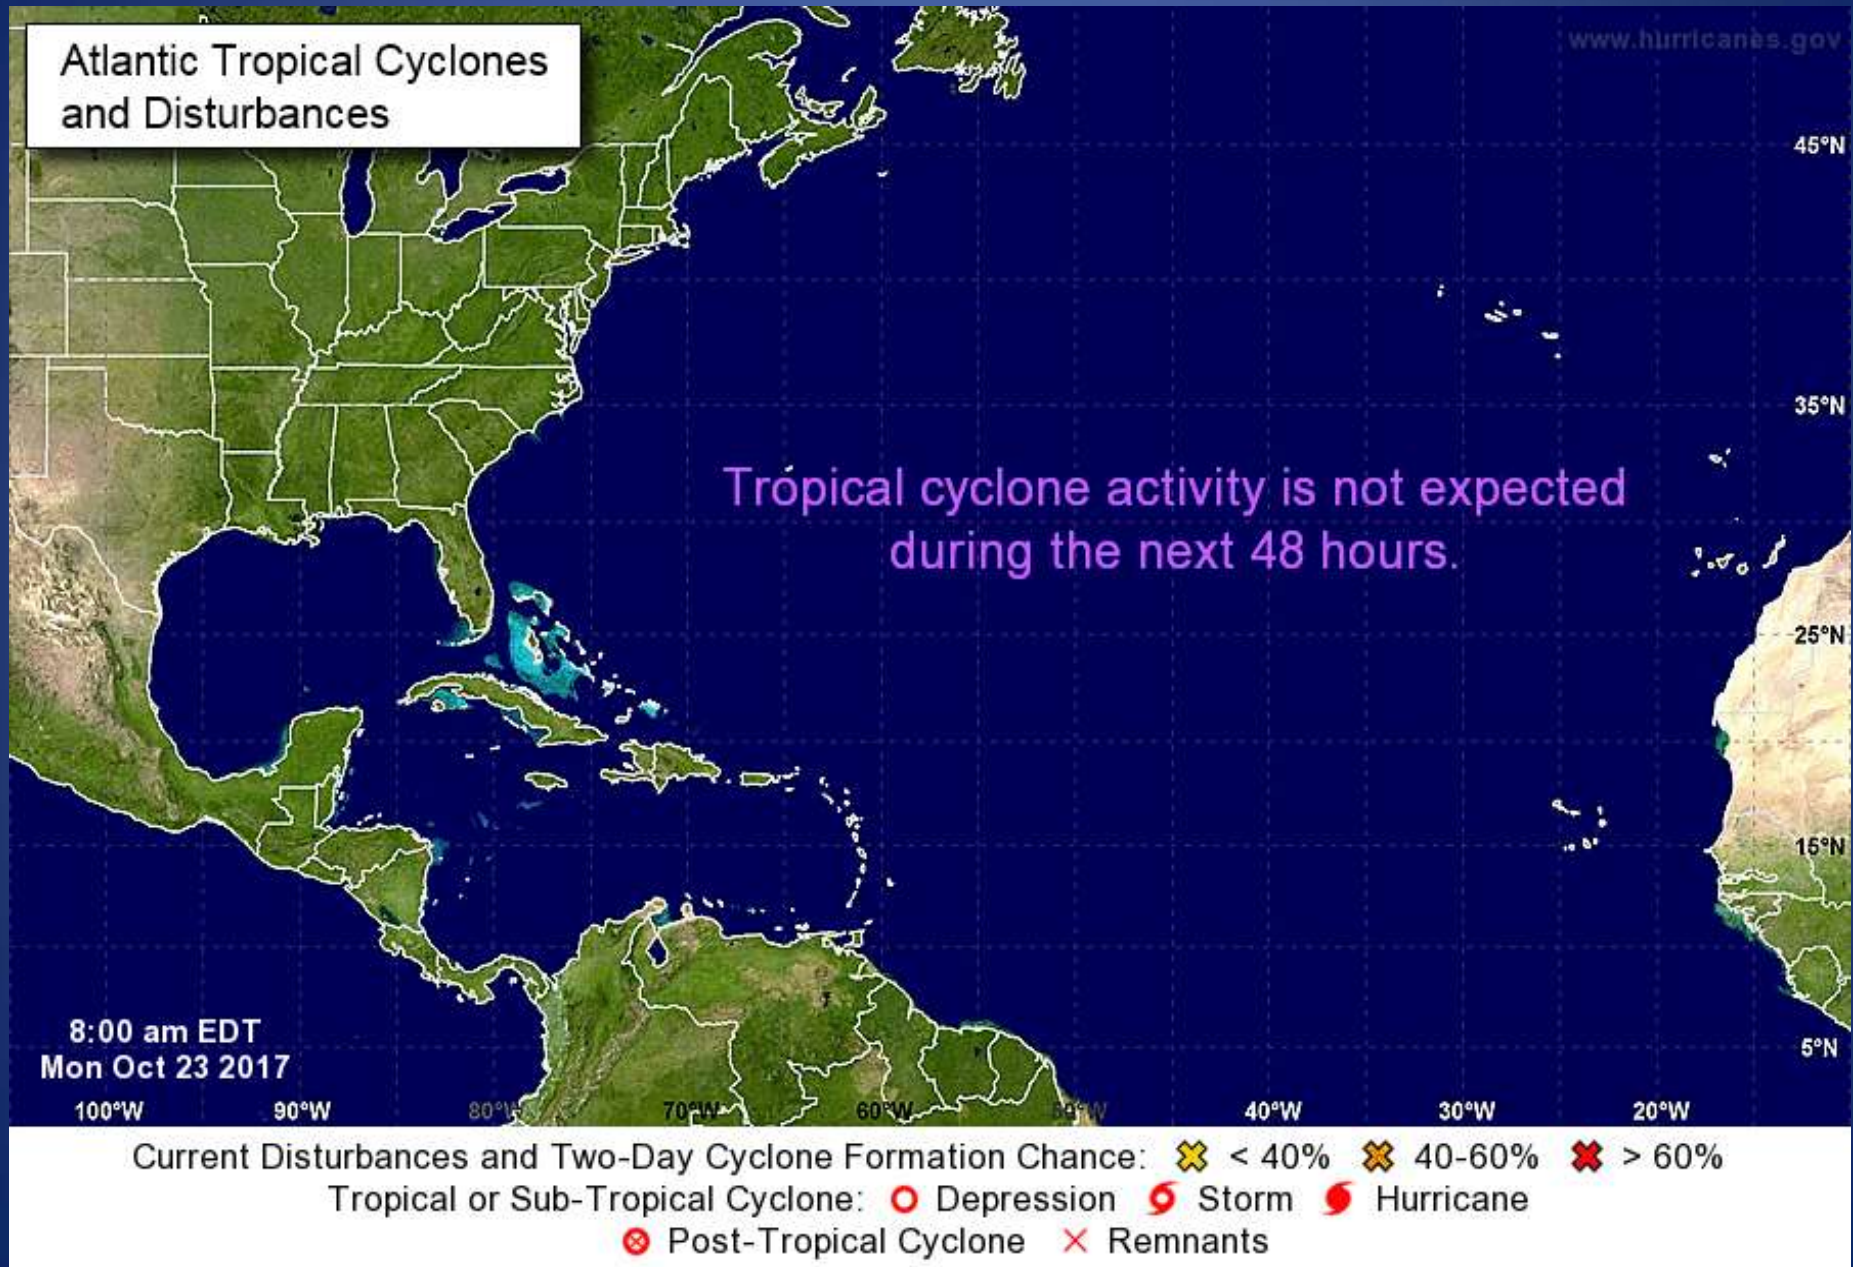 Atlantic Tropical Cyclones
and Disturbances
www.hurricanes.gov
45°N
35°N
Tropical cyclone activity is not expected
during the next 48 hours.
25°N
15°N
5°N
8:00 am EDT
Mon Oct 23 2017
100°W 90°W 80°W 70°W 60°W 50°W 40°W 30°W 20°W
Current Disturbances and Two-Day Cyclone Formation Chance: < 40% 40-60% > 60%
Tropical or Sub-Tropical Cyclone: Depression Storm Hurricane
Post-Tropical Cyclone Remnants